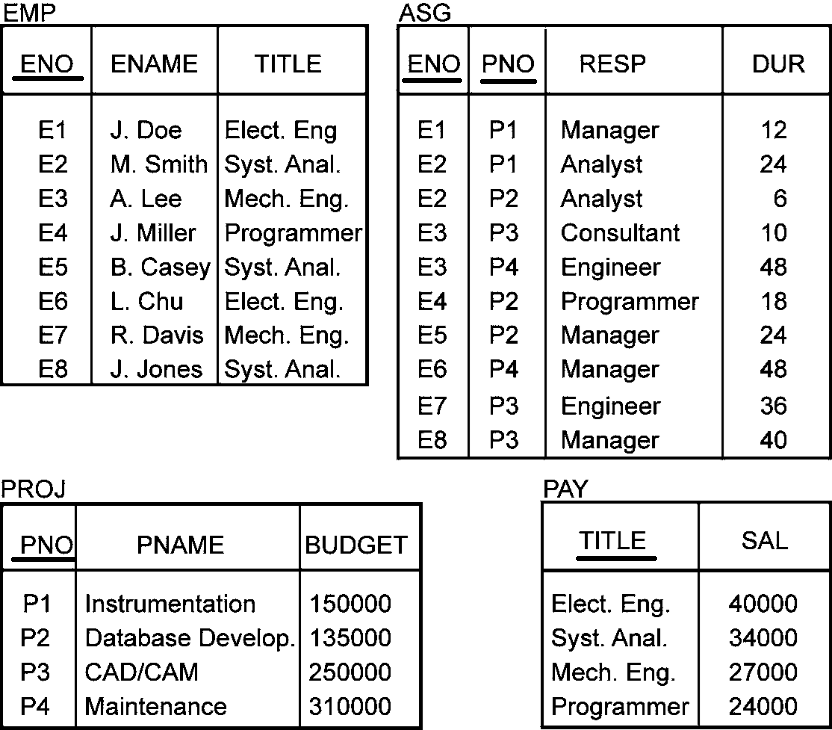 EMP
ENO ENAME TITLE
E1 J. Doe Elect. Eng
E2 M. Smith Syst. Anal.
E3 A. Lee Mech. Eng.
E4 J. Miller Programmer
E5 B. Casey Syst. Anal.
E6 L. Chu Elect. Eng.
E7 R. Davis Mech. Eng.
E8 J. Jones Syst. Anal.
ASG
ENO PNO RESP DUR
E1 P1 Manager 12
E2 P1 Analyst 24
E2 P2 Analyst 6
E3 P3 Consultant 10
E3 P4 Engineer 48
E4 P2 Programmer 18
E5 P2 Manager 24
E6 P4 Manager 48
E7 P3 Engineer 36
E8 P3 Manager 40
PROJ
PNO PNAME BUDGET
P1 Instrumentation 150000
P2 Database Develop. 135000
P3 CAD/CAM 250000
P4 Maintenance 310000
PAY
TITLE SAL
Elect. Eng. 40000
Syst. Anal. 34000
Mech. Eng. 27000
Programmer 24000